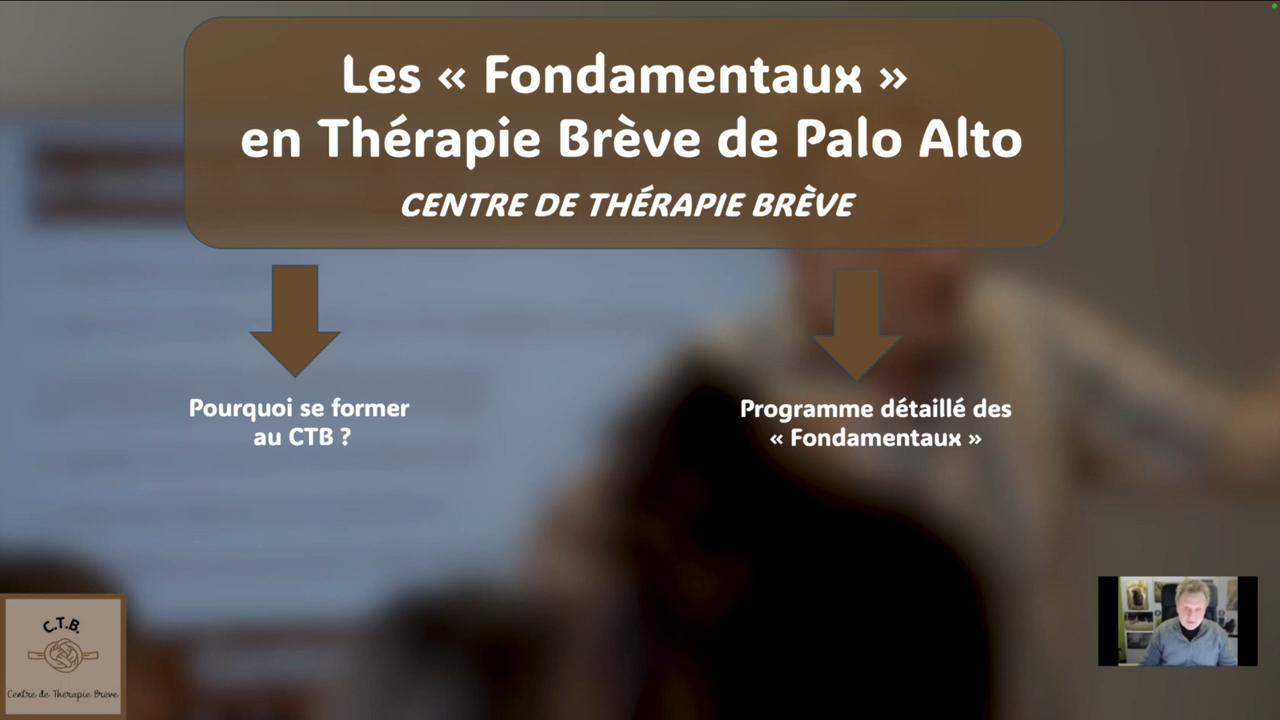 Les « Fondamentaux »
en Thérapie Brève de Palo Alto
CENTRE DE THÉRAPIE BRÈVE
Pourquoi se former
au CTB ?
Programme détaillé des
« Fondamentaux »
C.T.B.
Centre de Thérapie Brève